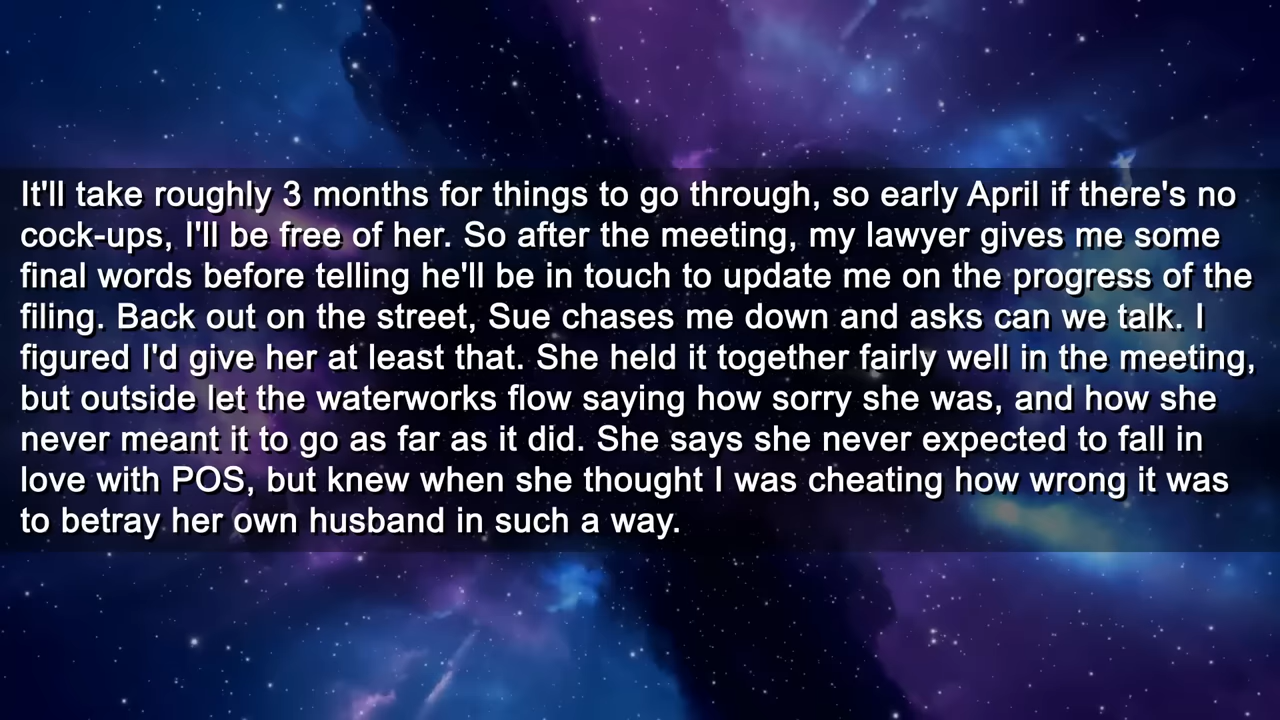 It'll take roughly 3 months for things to go through, so early April if there's no
cock-ups, I'll be free of her. So after the meeting, my lawyer gives me some
final words before telling he'll be in touch to update me on the progress of the
filing. Back out on the street, Sue chases me down and asks can we talk. I
figured I'd give her at least that. She held it together fairly well in the meeting,
but outside let the waterworks flow saying how sorry she was, and how she
never meant it to go as far as it did. She says she never expected to fall in
love with POS, but knew when she thought I was cheating how wrong it was
to betray her own husband in such a way.